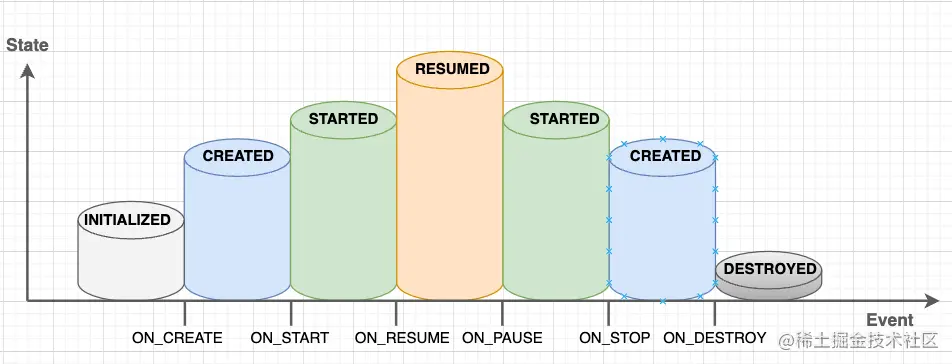 State
RESUMED
STARTED
STARTED
CREATED
CREATED
INITIALIZED
DESTROYED
Event
ON_CREATE
ON_START
ON_RESUME
ON_PAUSE
ON_STOP
ON_DESTROY
@稀土掘金技术社区